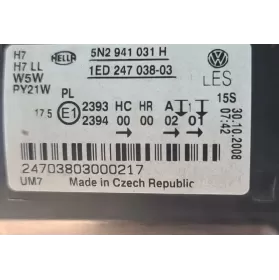 H7
H7 LL
W5W
PY21W
HELLA
5N2 941 031 H
1ED 247 038-03
LES
PL
17.5 E1 2393 HC HR A
2394 00 00 02 01
15S
30.10.2008
07:42
24703803000217
UM7 Made in Czech Republic